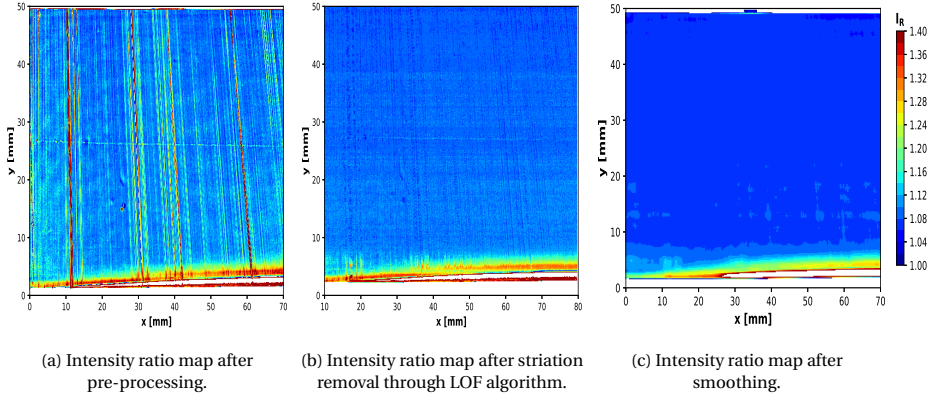 50
40
30
20
10
0
y [mm]
0 10 20 30 40 50 60 70
x [mm]
50
40
30
20
10
0
10 20 30 40 50 60 70 80
x [mm]
50
40
30
20
10
0
y [mm]
0 10 20 30 40 50 60 70
x [mm]
I_R
1.40
1.36
1.32
1.28
1.24
1.20
1.16
1.12
1.08
1.04
1.00
(a) Intensity ratio map after
pre-processing.
(b) Intensity ratio map after striation
removal through LOF algorithm.
(c) Intensity ratio map after
smoothing.